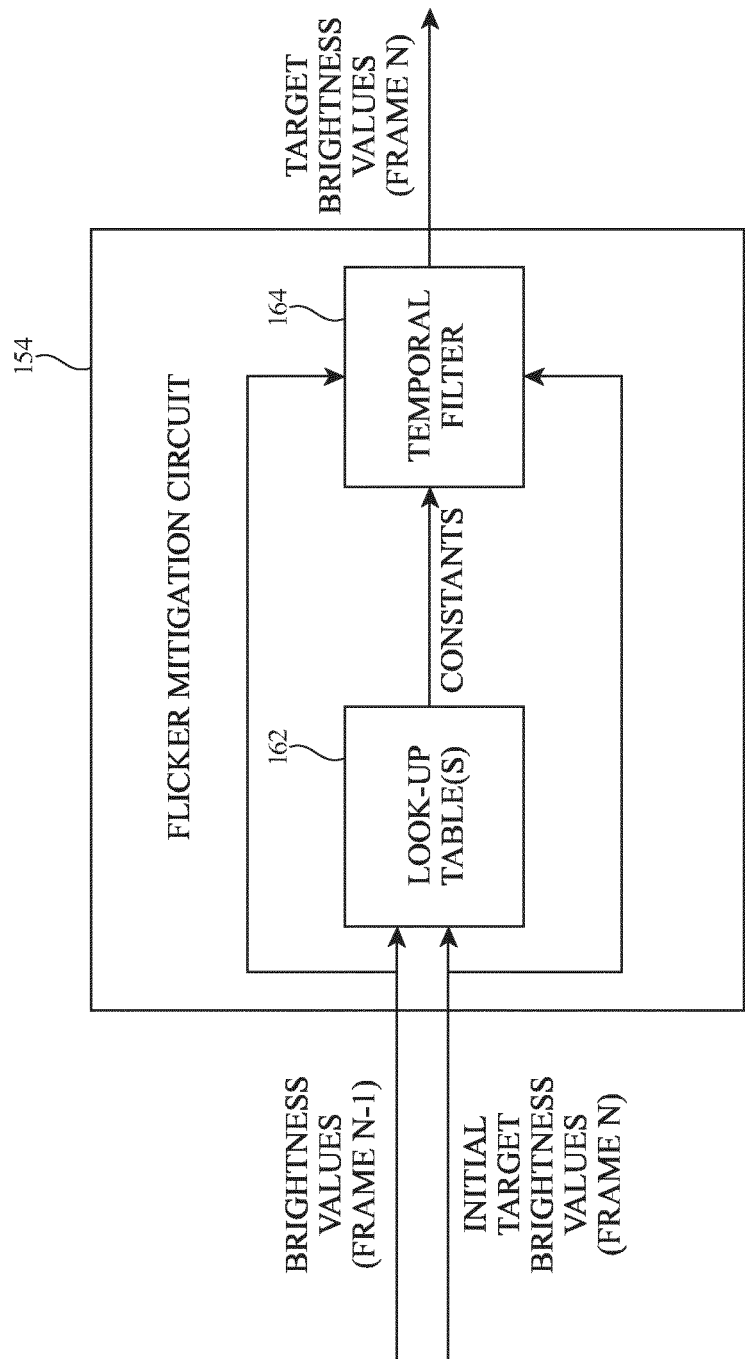 154
FLICKER MITIGATION CIRCUIT
BRIGHTNESS
VALUES
(FRAME N-1)
INITIAL
TARGET
BRIGHTNESS
VALUES
(FRAME N)
162
LOOK-UP
TABLE(S)
CONSTANTS
164
TEMPORAL
FILTER
TARGET
BRIGHTNESS
VALUES
(FRAME N)